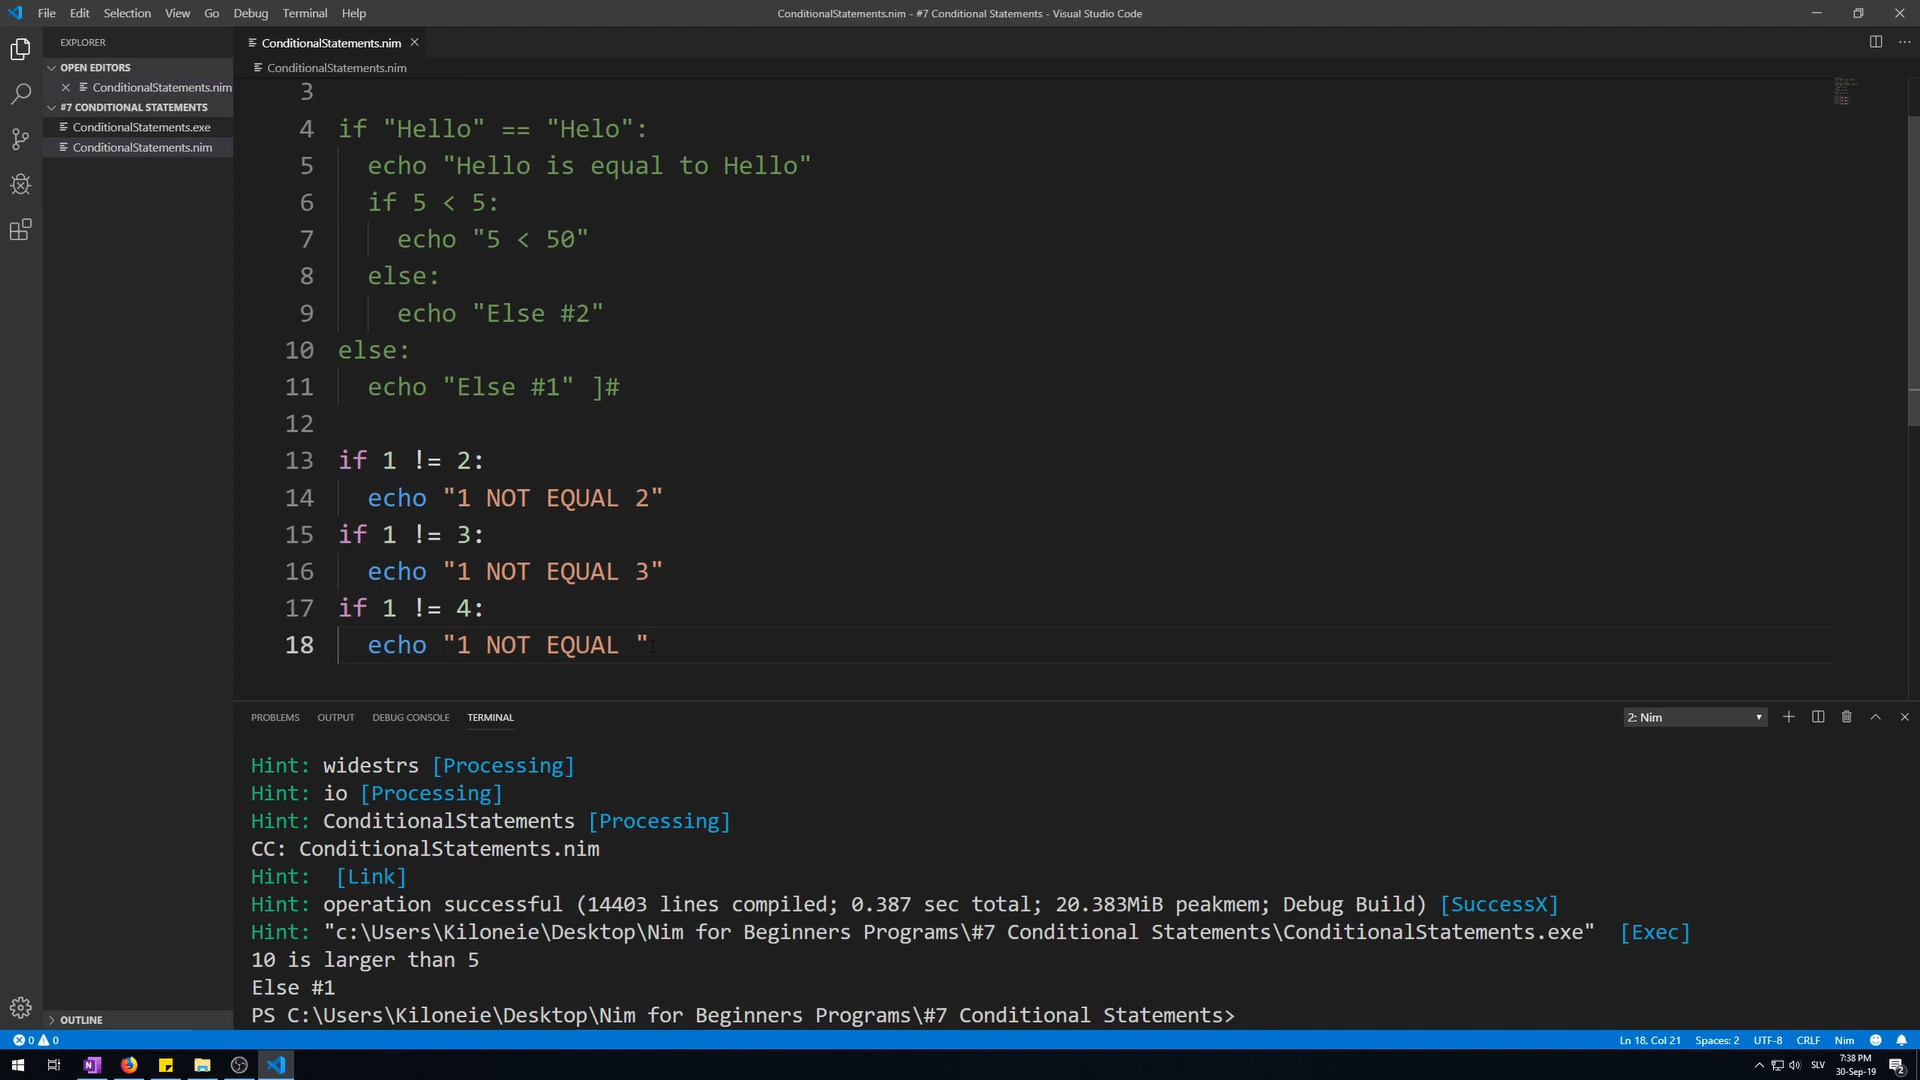 File Edit Selection View Go Debug Terminal Help
ConditionalStatements.nim - #7 Conditional Statements - Visual Studio Code
EXPLORER
OPEN EDITORS
ConditionalStatements.nim
#7 CONDITIONAL STATEMENTS
ConditionalStatements.exe
ConditionalStatements.nim
OUTLINE
ConditionalStatements.nim
ConditionalStatements.nim
3
4 if "Hello" == "Helo":
5 echo "Hello is equal to Hello"
6 if 5 < 5:
7 echo "5 < 50"
8 else:
9 echo "Else #2"
10 else:
11 echo "Else #1" ]#
12
13 if 1 != 2:
14 echo "1 NOT EQUAL 2"
15 if 1 != 3:
16 echo "1 NOT EQUAL 3"
17 if 1 != 4:
18 echo "1 NOT EQUAL "
PROBLEMS OUTPUT DEBUG CONSOLE TERMINAL
2: Nim
Hint: widestrs [Processing]
Hint: io [Processing]
Hint: ConditionalStatements [Processing]
CC: ConditionalStatements.nim
Hint: [Link]
Hint: operation successful (14403 lines compiled; 0.387 sec total; 20.383MiB peakmem; Debug Build) [SuccessX]
Hint: "c:\Users\Kiloneie\Desktop\Nim for Beginners Programs\#7 Conditional Statements\ConditionalStatements.exe" [Exec]
10 is larger than 5
Else #1
PS C:\Users\Kiloneie\Desktop\Nim for Beginners Programs\#7 Conditional Statements>
0 0
Ln 18, Col 21 Spaces: 2 UTF-8 CRLF Nim
SLV
7:38 PM
30-Sep-19
2